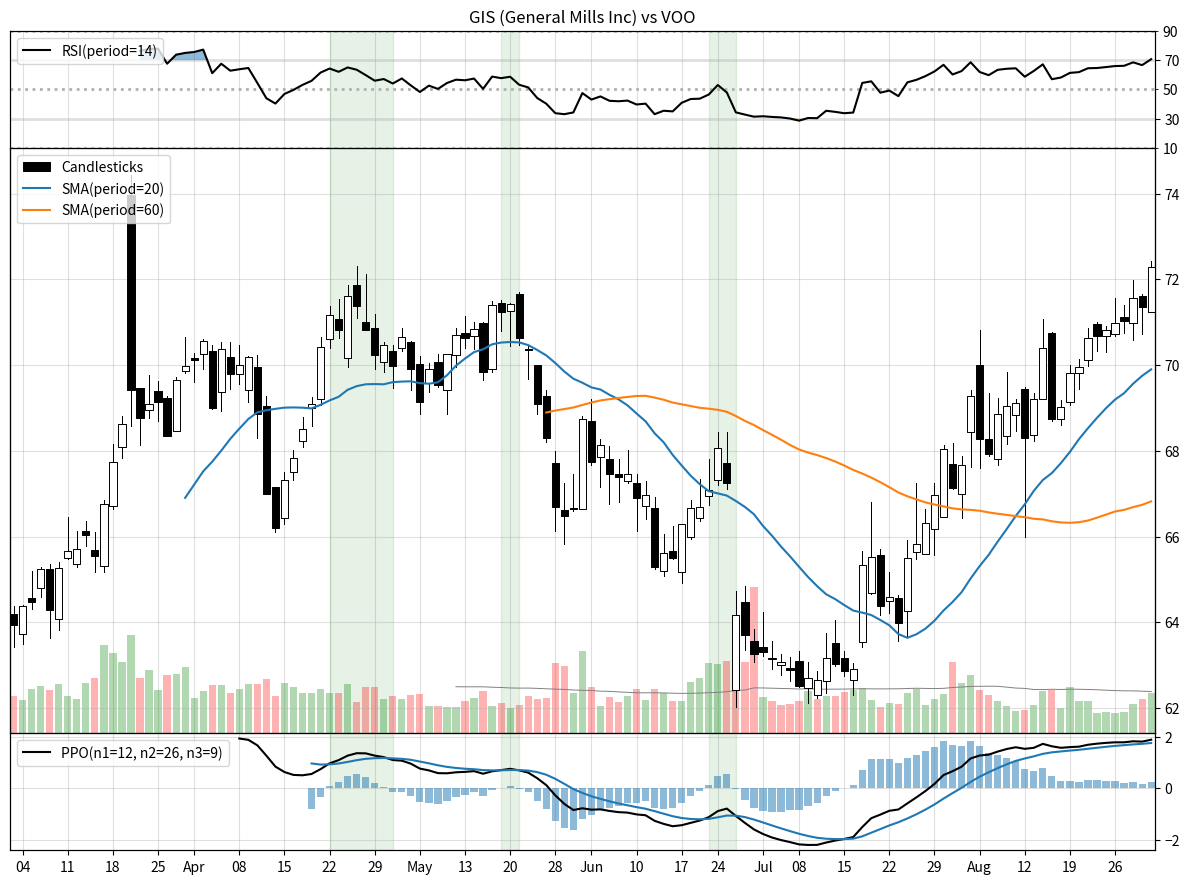 GIS (General Mills Inc) vs VOO
RSI(period=14)
90
70
50
30
10
Candlesticks
SMA(period=20)
SMA(period=60)
74
72
70
68
66
64
62
PPO(n1=12, n2=26, n3=9)
2
0
−2
04 11 18 25 Apr 08 15 22 29 May 13 20 28 Jun 10 17 24 Jul 08 15 22 29 Aug 12 19 26